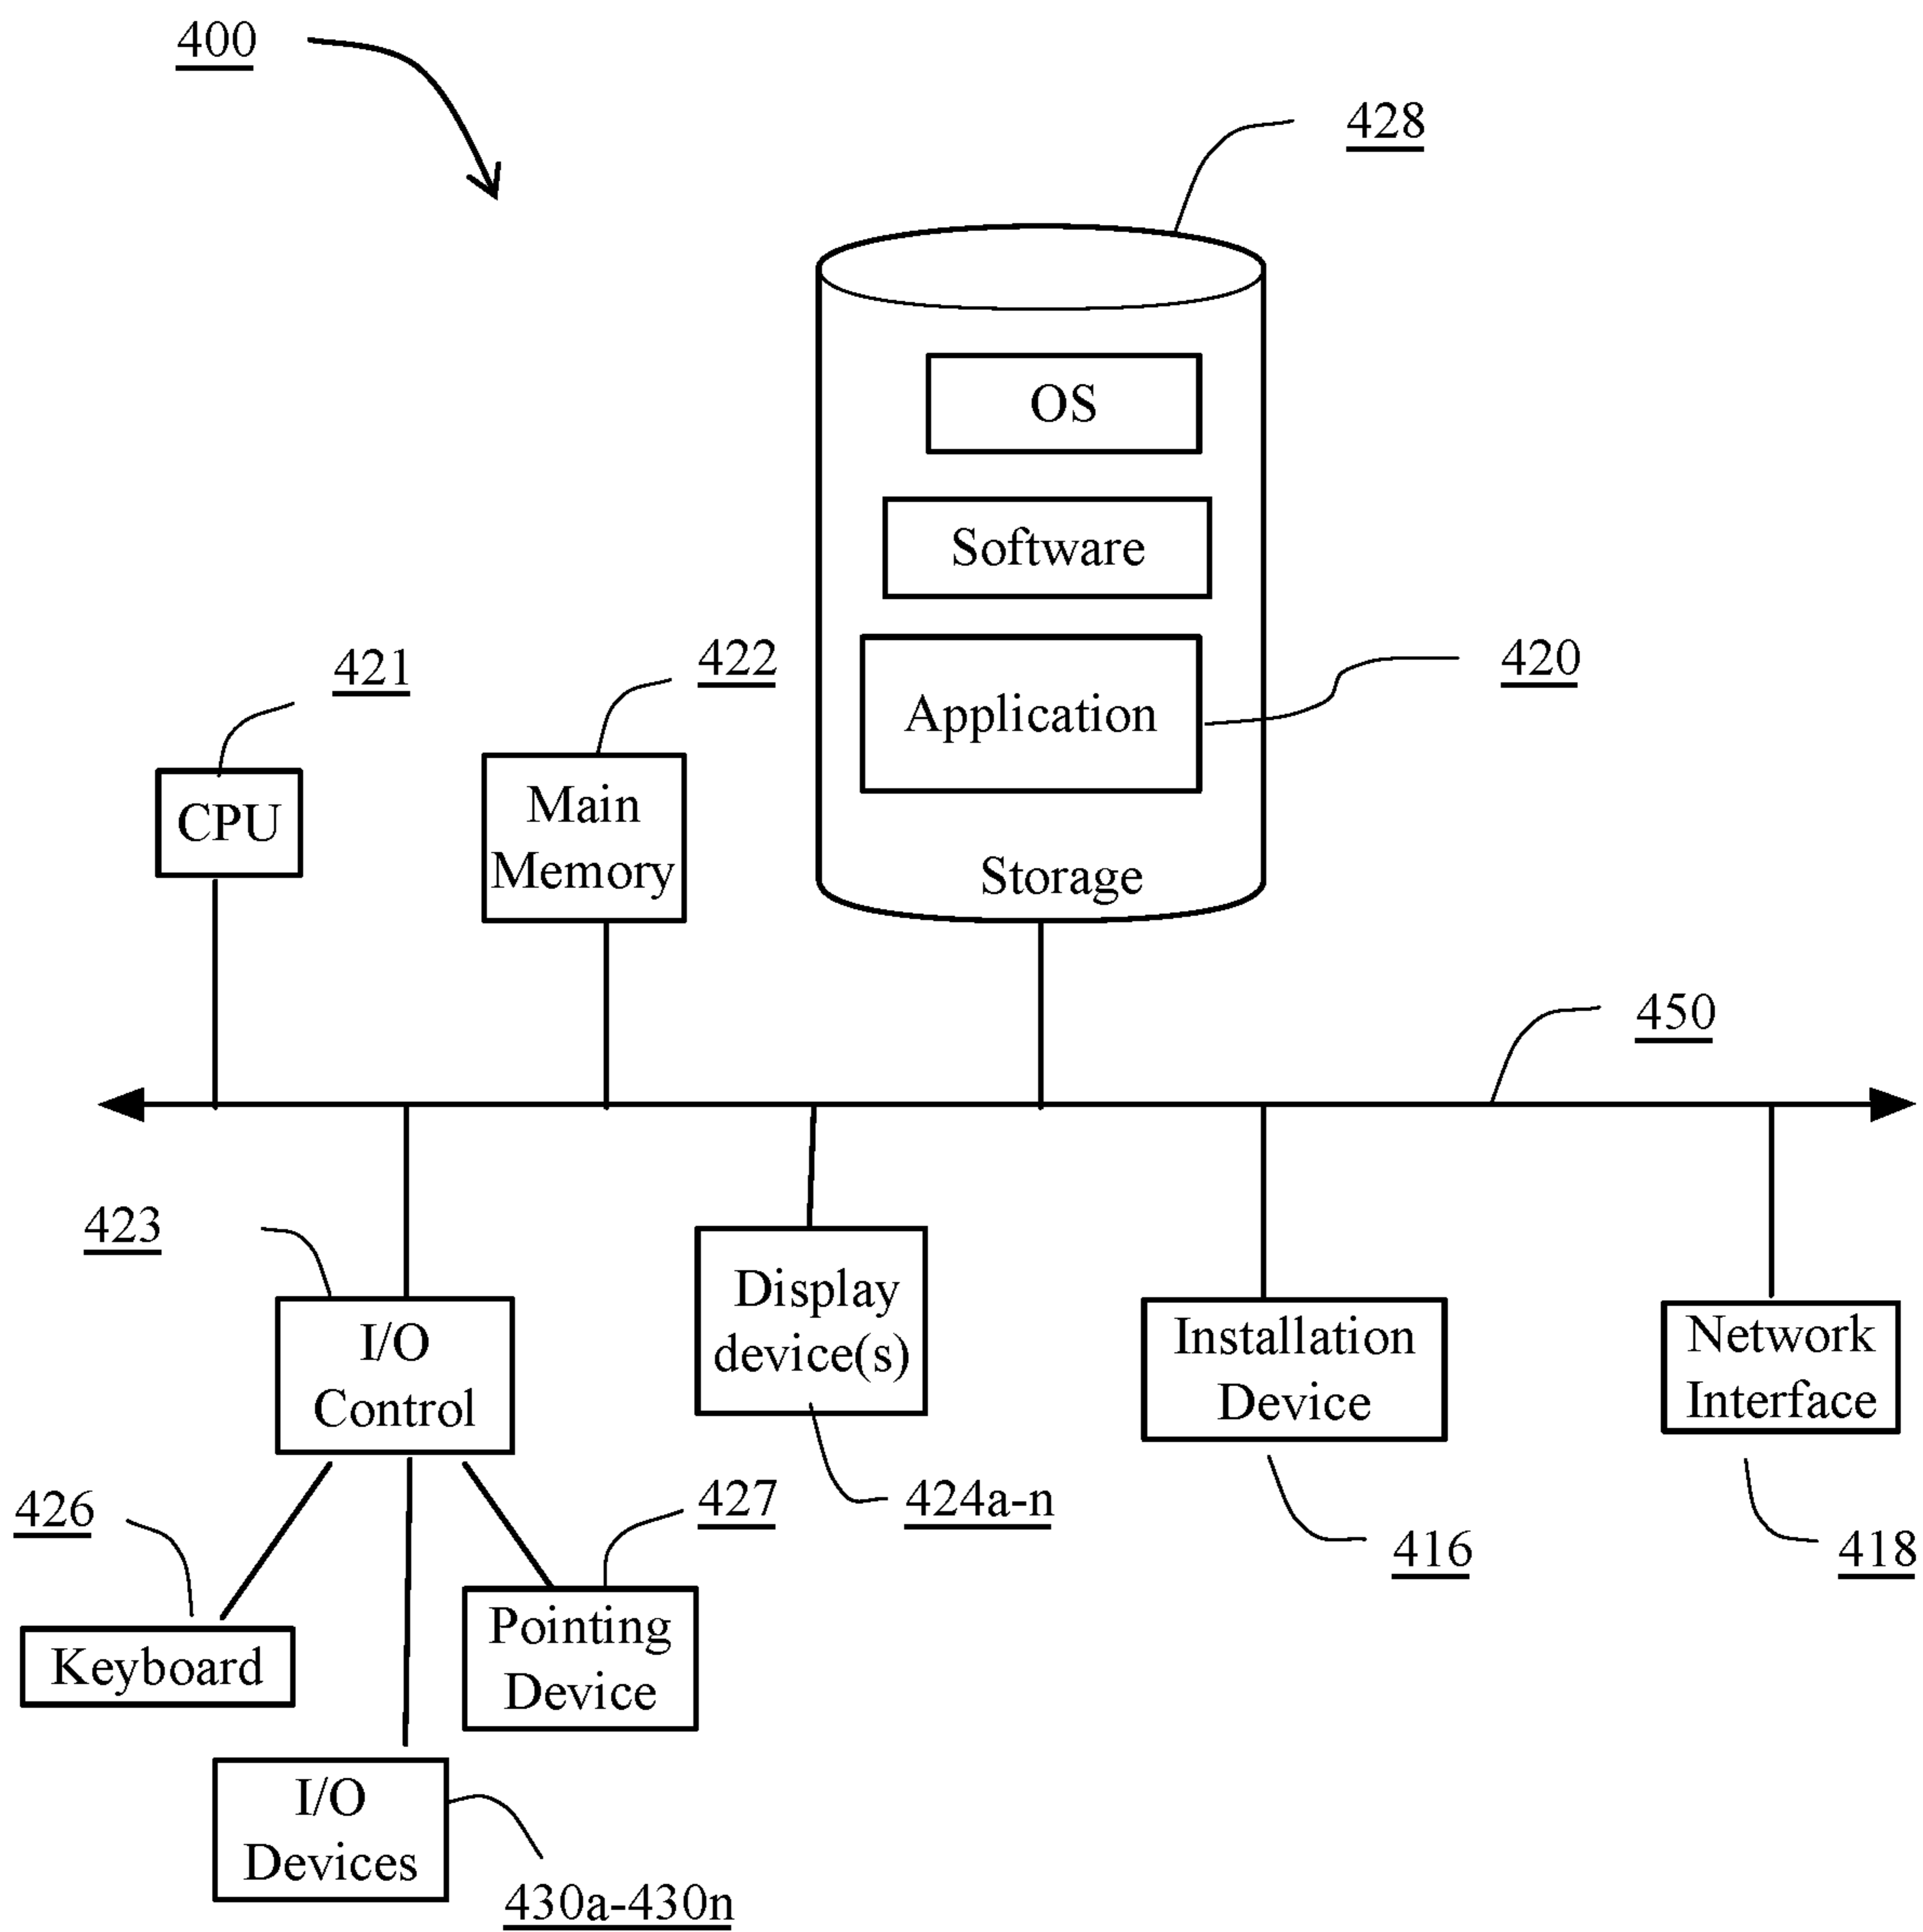 400
428
OS
Software
421
422
420
Application
CPU
Main
Memory
Storage
450
423
Display
device(s)
I/O
Control
Installation
Device
Network
Interface
426
427
424a-n
416
418
Keyboard
Pointing
Device
I/O
Devices
430a-430n